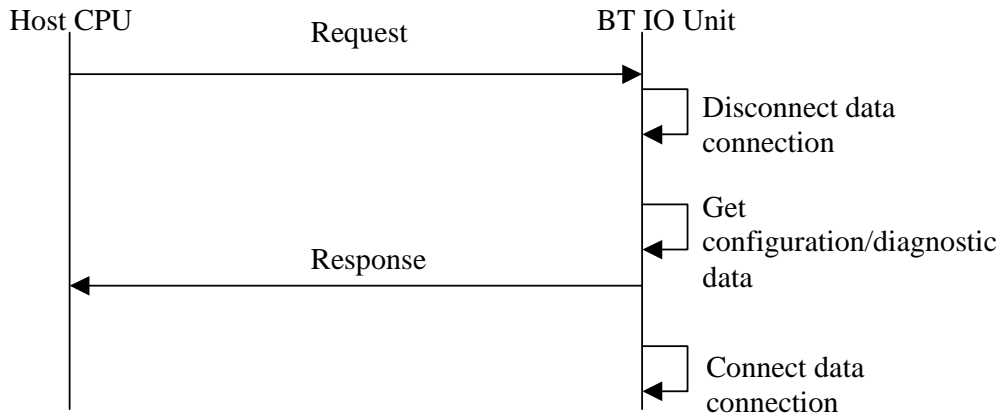 Host CPU
Request
BT IO Unit
Disconnect data
connection
Get
configuration/diagnostic
data
Response
Connect data
connection